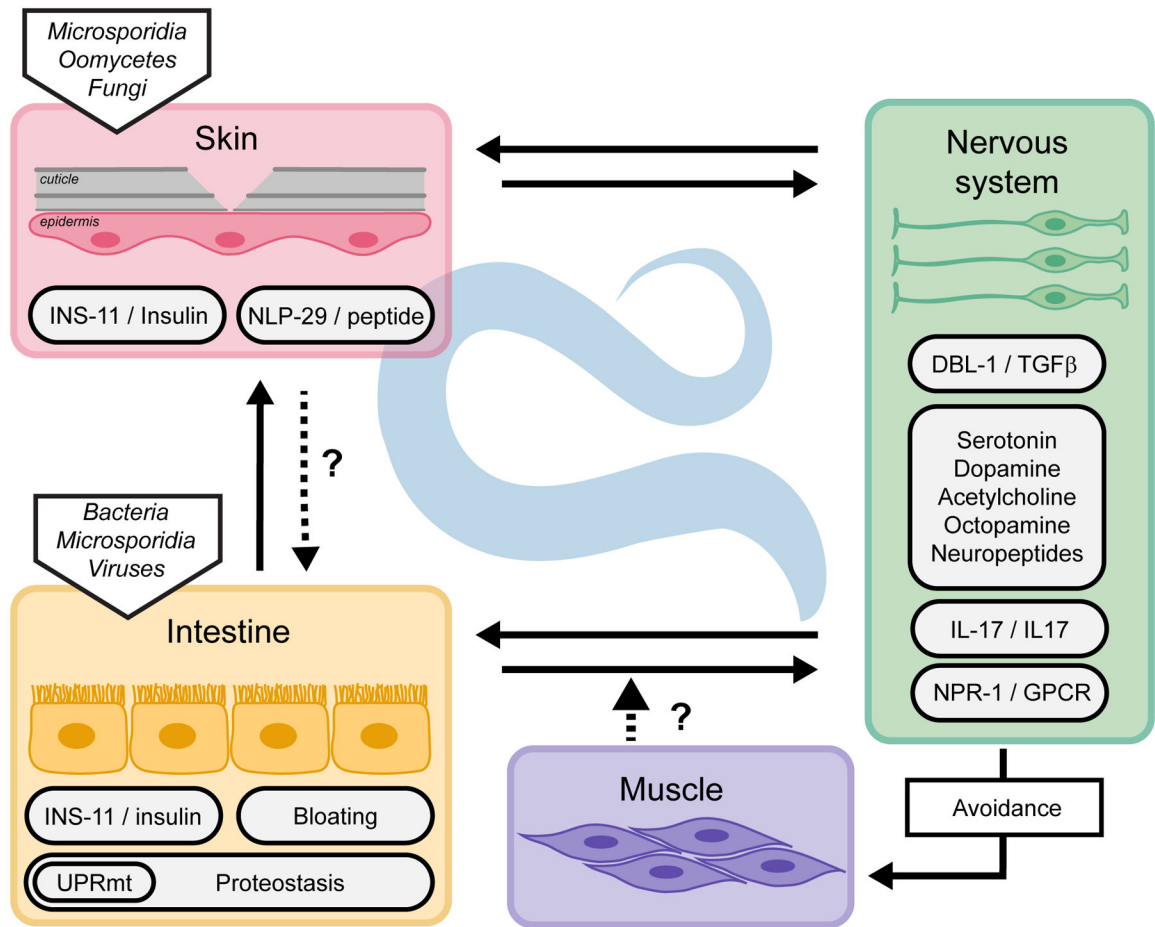 Microsporidia
Oomycetes
Fungi
Skin
cuticle
epidermis
INS-11 / Insulin
NLP-29 / peptide
?
Bacteria
Microsporidia
Viruses
Intestine
INS-11 / insulin
Bloating
UPRmt
Proteostasis
?
Muscle
Nervous
system
DBL-1 / TGFβ
Serotonin
Dopamine
Acetylcholine
Octopamine
Neuropeptides
IL-17 / IL17
NPR-1 / GPCR
Avoidance